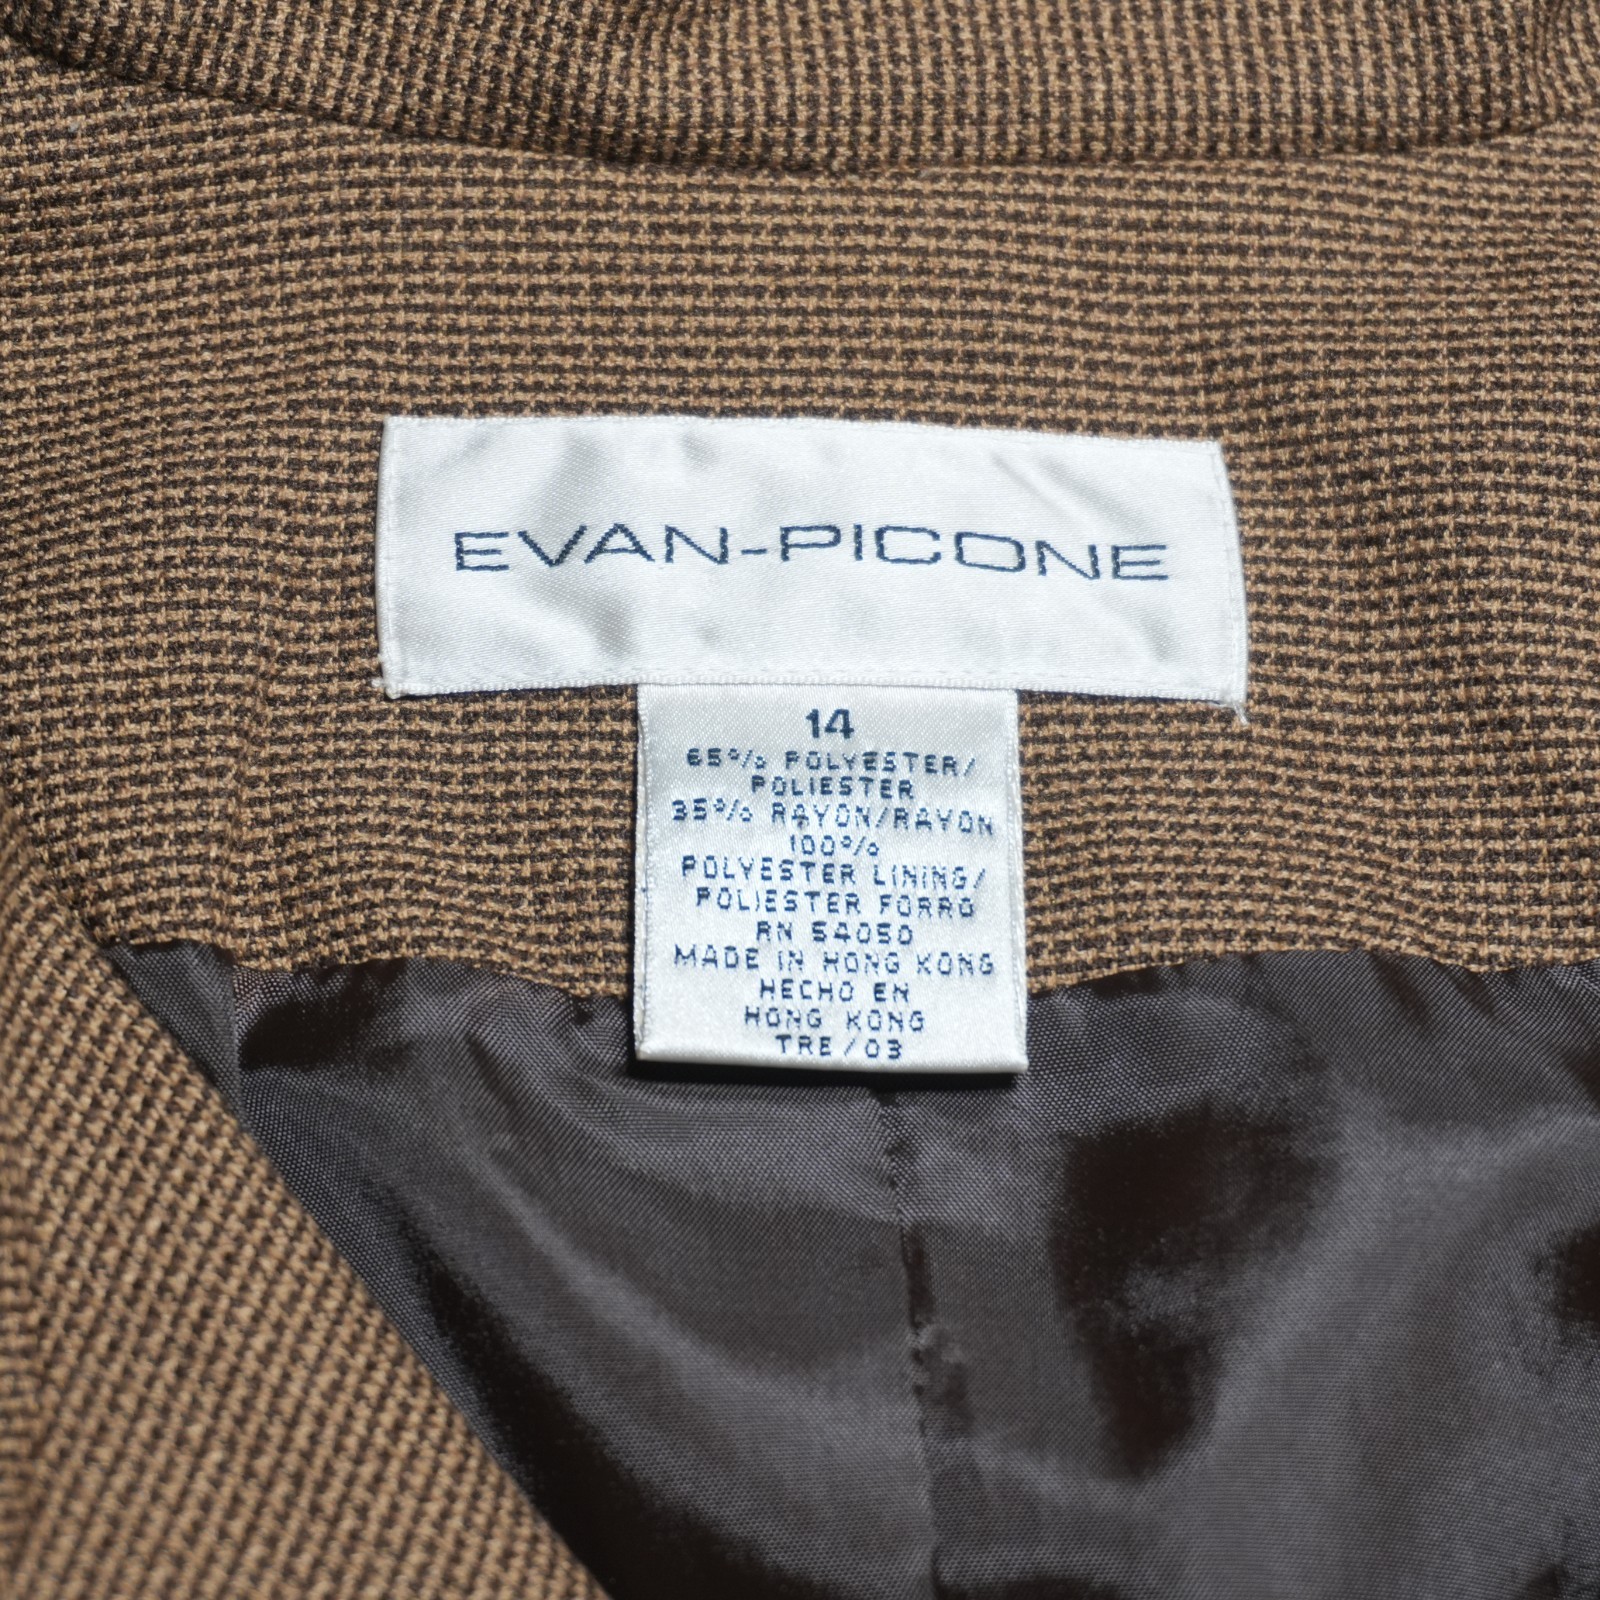 EVAN-PICONE
14
65% POLYESTER/
POLIESTER
35% RAYON/RAYON
100%
POLYESTER LINING/
POLIESTER FORRO
RN 54050
MADE IN HONG KONG
HECHO EN
HONG KONG
TRE/03